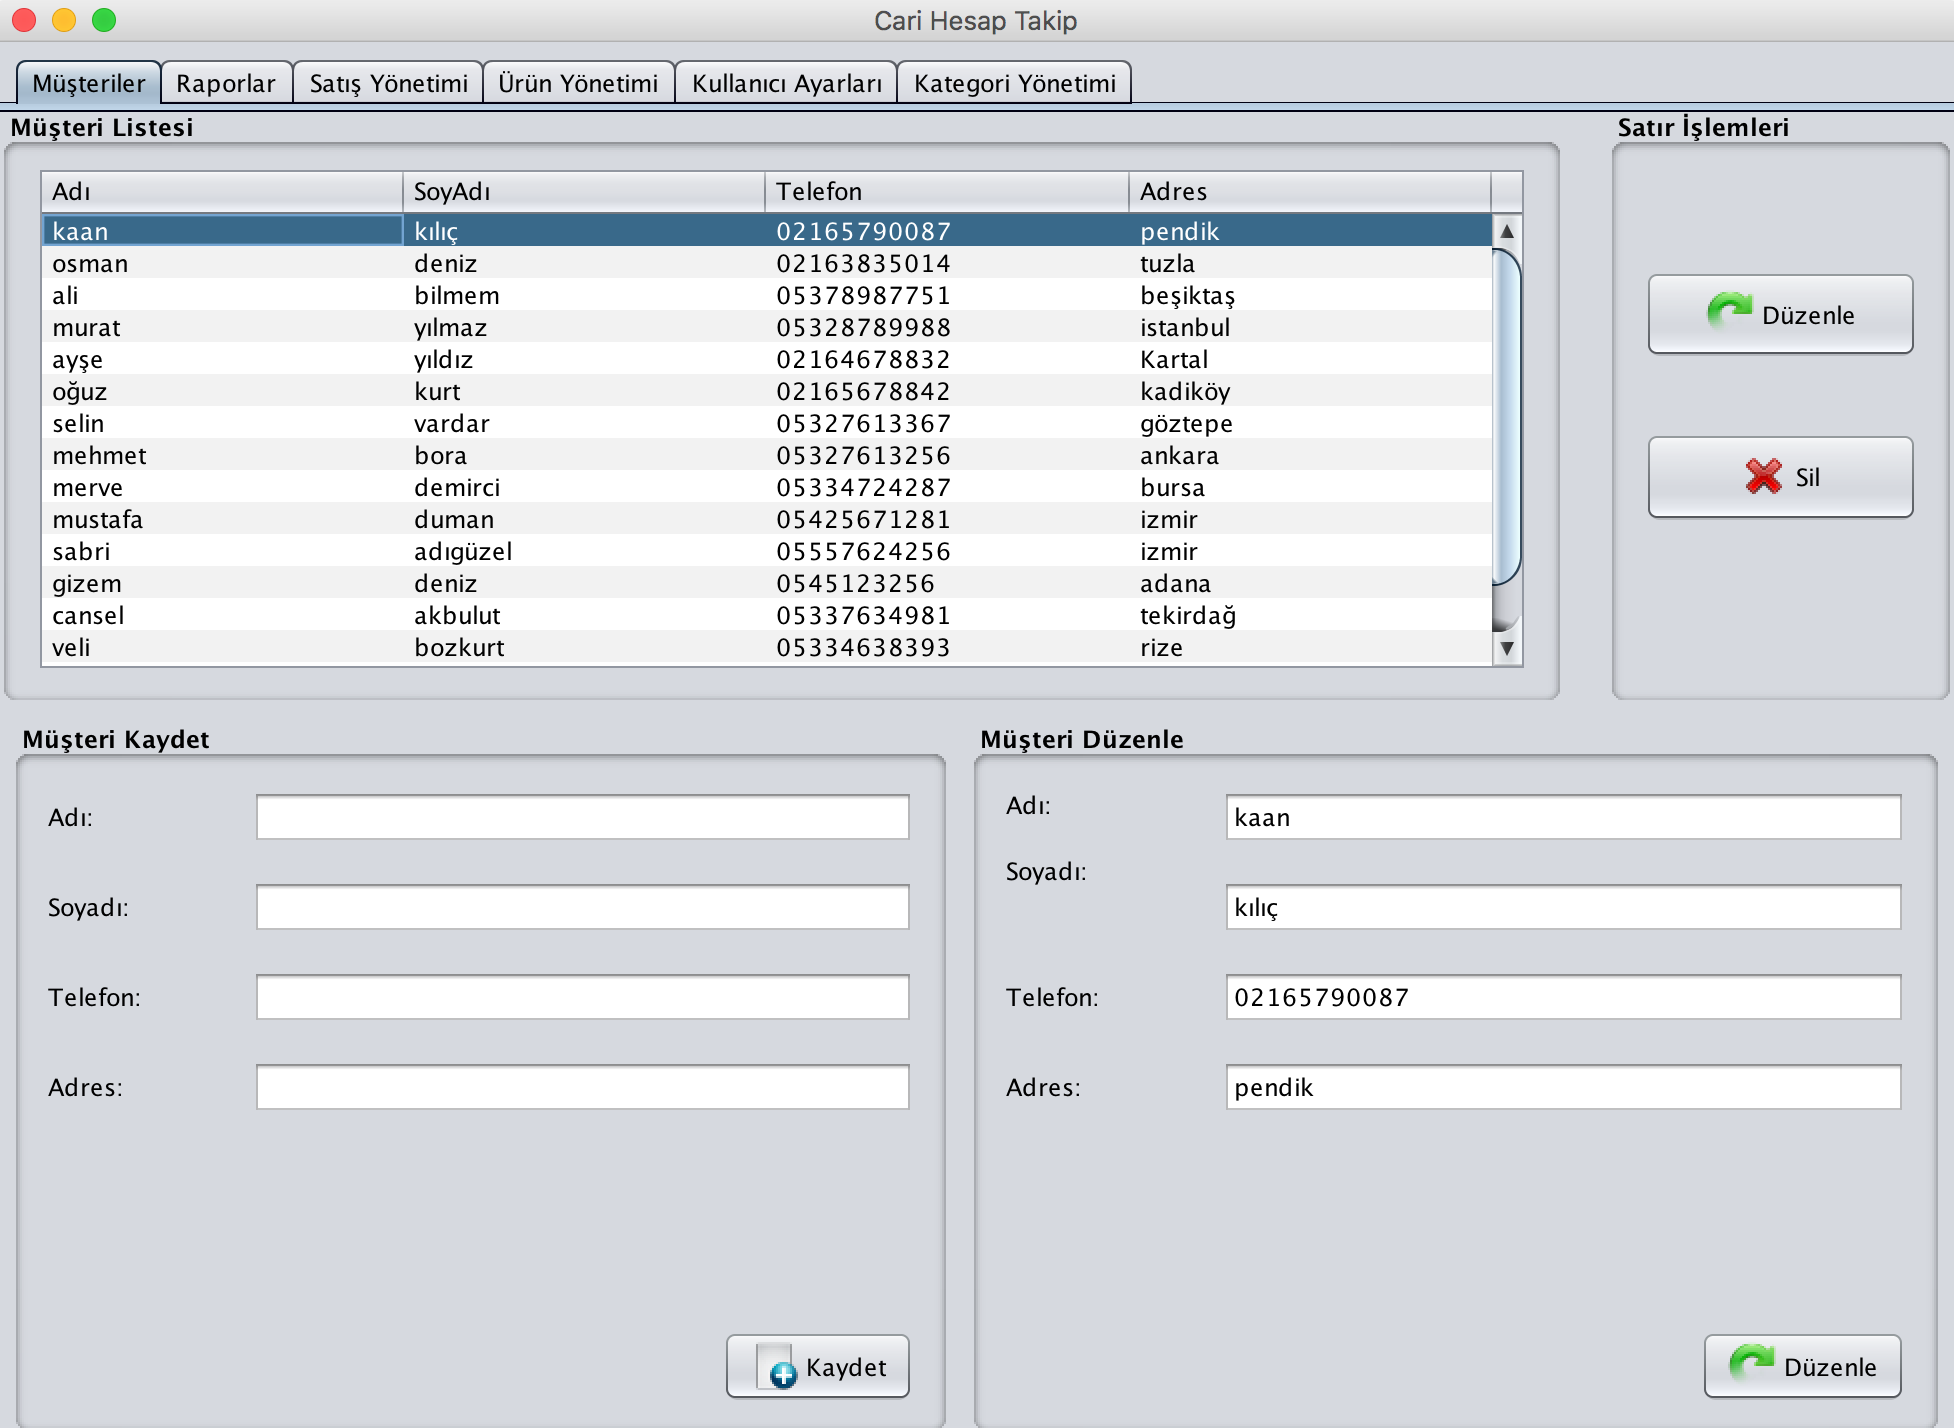 Cari Hesap Takip
Müşteriler Raporlar Satış Yönetimi Ürün Yönetimi Kullanıcı Ayarları Kategori Yönetimi
Müşteri Listesi
Adı SoyAdı Telefon Adres
kaan kılıç 02165790087 pendik
osman deniz 02163835014 tuzla
ali bilmem 05378987751 beşiktaş
murat yılmaz 05328789988 istanbul
ayşe yıldız 02164678832 Kartal
oğuz kurt 02165678842 kadiköy
selin vardar 05327613367 göztepe
mehmet bora 05327613256 ankara
merve demirci 05334724287 bursa
mustafa duman 05425671281 izmir
sabri adıgüzel 05557624256 izmir
gizem deniz 0545123256 adana
cansel akbulut 05337634981 tekirdağ
veli bozkurt 05334638393 rize
Satır İşlemleri
Düzenle
Sil
Müşteri Kaydet
Adı:
Soyadı:
Telefon:
Adres:
Kaydet
Müşteri Düzenle
Adı: kaan
Soyadı: kılıç
Telefon: 02165790087
Adres: pendik
Düzenle